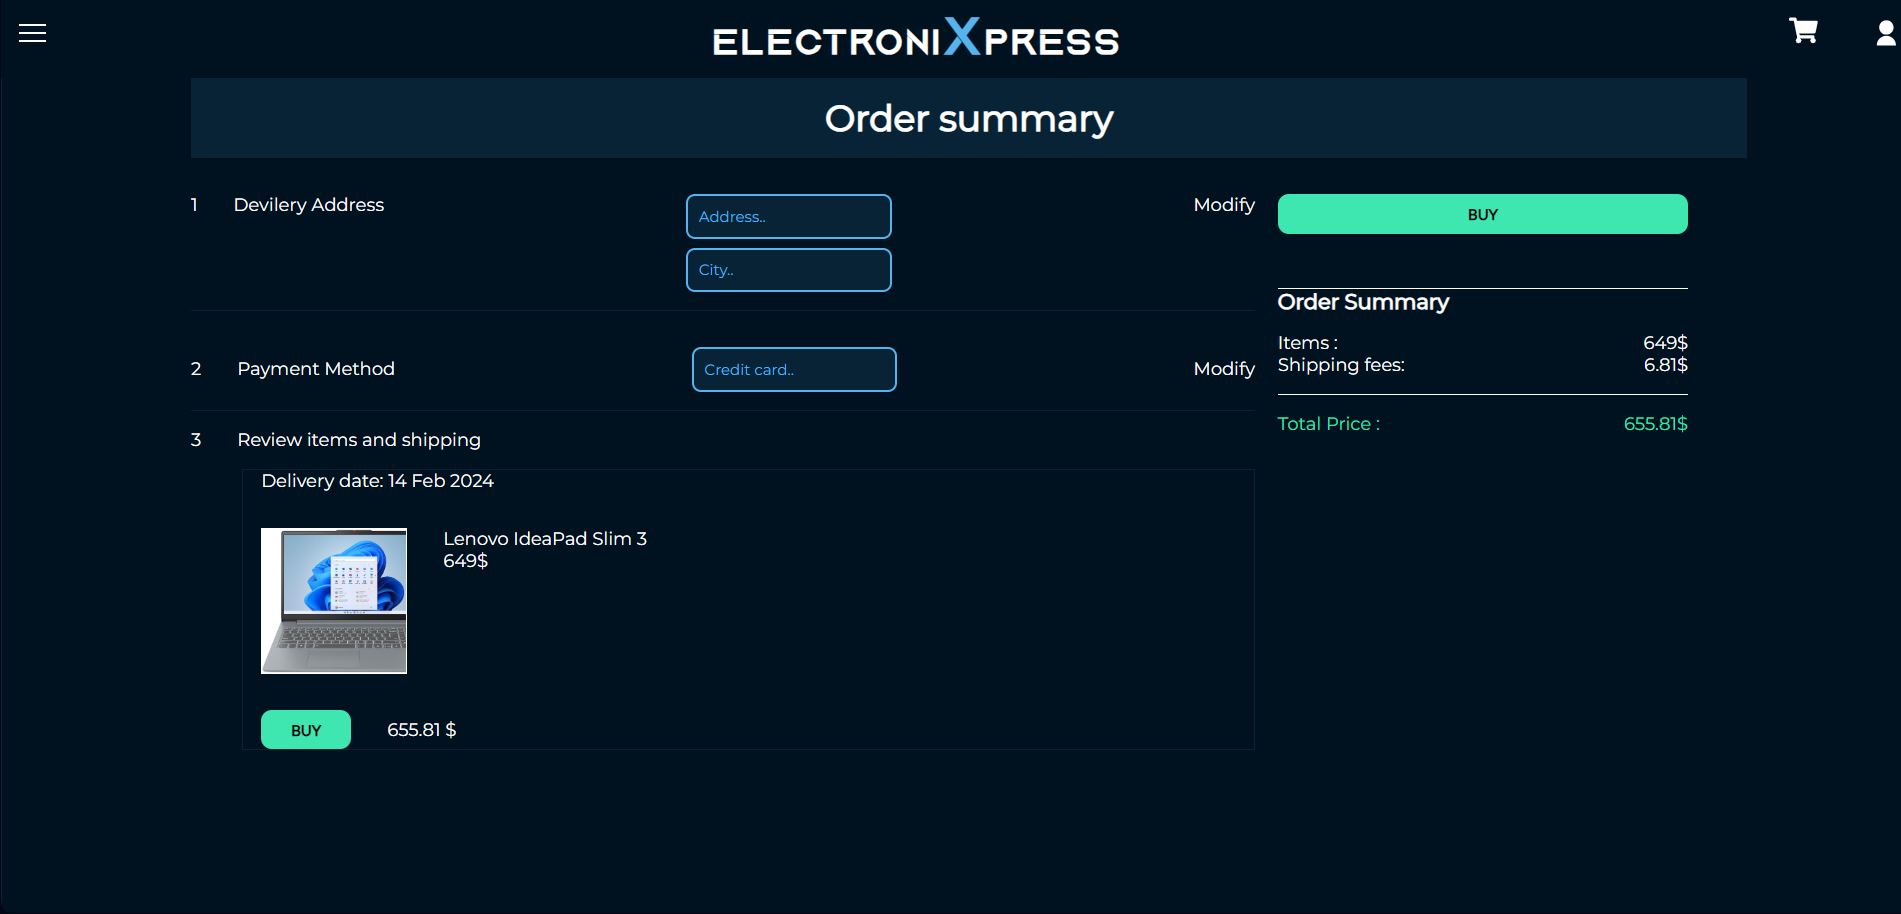 ELECTRONIXPRESS
Order summary
1 Devilery Address
Address..
City..
Modify
2 Payment Method
Credit card..
Modify
3 Review items and shipping
Delivery date: 14 Feb 2024
Lenovo IdeaPad Slim 3
649$
BUY 655.81 $
BUY
Order Summary
Items : 649$
Shipping fees: 6.81$
Total Price : 655.81$